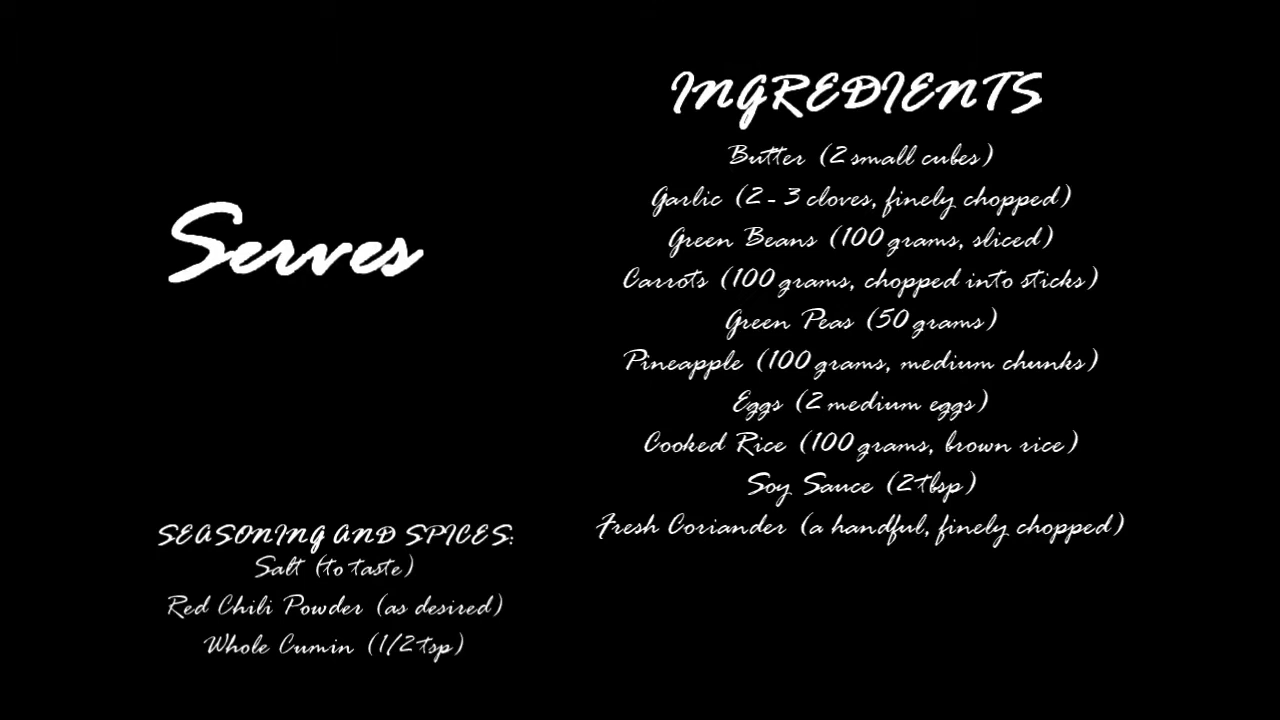 Serves
SEASONING AND SPICES:
Salt (to taste)
Red Chili Powder (as desired)
Whole Cumin (1/2 tsp)
INGREDIENTS
Butter (2 small cubes)
Garlic (2 - 3 cloves, finely chopped)
Green Beans (100 grams, sliced)
Carrots (100 grams, chopped into sticks)
Green Peas (50 grams)
Pineapple (100 grams, medium chunks)
Eggs (2 medium eggs)
Cooked Rice (100 grams, brown rice)
Soy Sauce (2 tbsp)
Fresh Coriander (a handful, finely chopped)